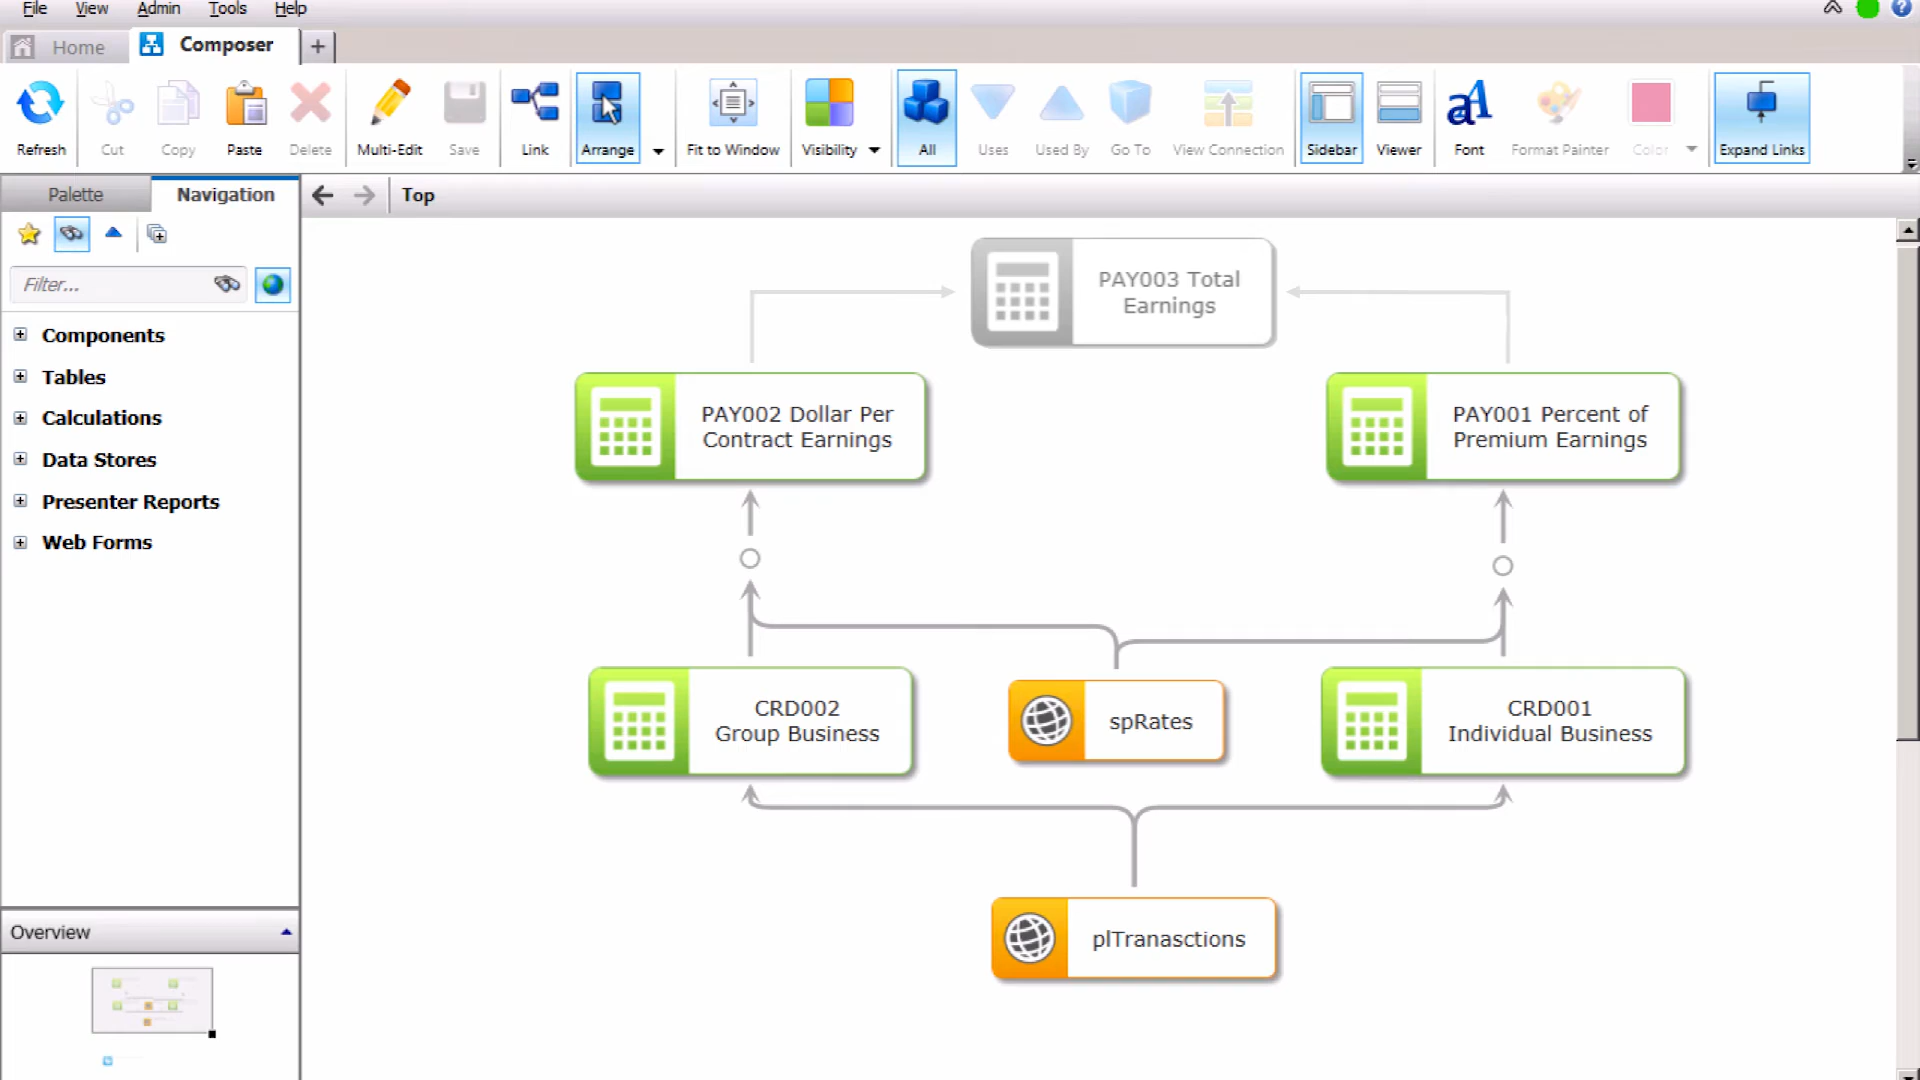 File View Admin Tools Help
Home Composer
Refresh Cut Copy Paste Delete Multi-Edit Save Link Arrange Fit to Window Visibility All Uses Used By Go To View Connection Sidebar Viewer Font Format Painter Color Expand Links
Palette Navigation
Top
Filter...
Components
Tables
Calculations
Data Stores
Presenter Reports
Web Forms
Overview
PAY003 Total
Earnings
PAY002 Dollar Per
Contract Earnings
PAY001 Percent of
Premium Earnings
CRD002
Group Business
spRates
CRD001
Individual Business
plTranasctions